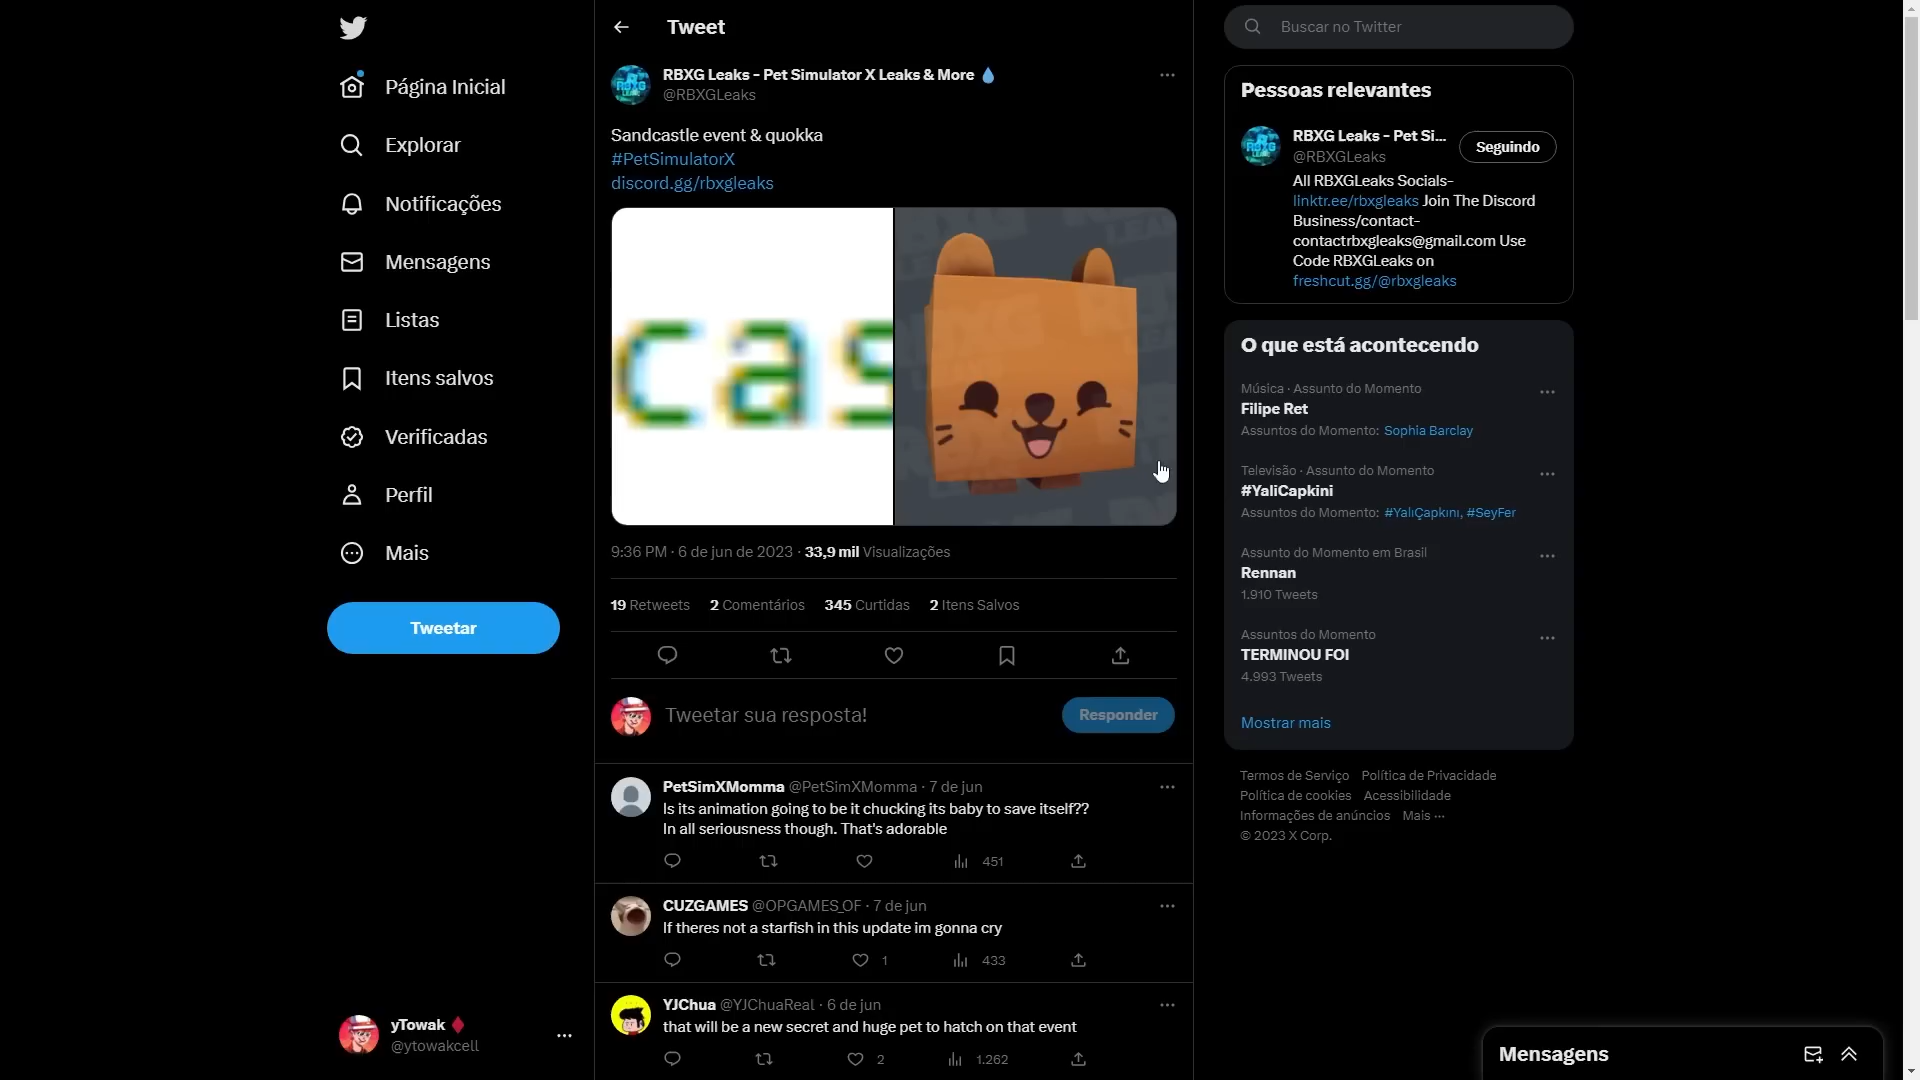 Página Inicial
Explorar
Notificações
Mensagens
Listas
Itens salvos
Verificadas
Perfil
Mais
Tweetar
yTowak
@ytowakcell
Tweet
RBXG Leaks - Pet Simulator X Leaks & More
@RBXGLeaks
Sandcastle event & quokka
#PetSimulatorX
discord.gg/rbxgleaks
cas
9:36 PM · 6 de jun de 2023 · 33,9 mil Visualizações
19 Retweets 2 Comentários 345 Curtidas 2 Itens Salvos
Tweetar sua resposta!
Responder
PetSimXMomma @PetSimXMomma · 7 de jun
Is its animation going to be it chucking its baby to save itself??
In all seriousness though. That's adorable
451
CUZGAMES @OPGAMES_OF · 7 de jun
If theres not a starfish in this update im gonna cry
1 433
YJChua @YJChuaReal · 6 de jun
that will be a new secret and huge pet to hatch on that event
2 1.262
Buscar no Twitter
Pessoas relevantes
RBXG Leaks - Pet Si...
@RBXGLeaks
Seguindo
All RBXGLeaks Socials-
linktr.ee/rbxgleaks Join The Discord
Business/contact-
contactrbxgleaks@gmail.com Use
Code RBXGLeaks on
freshcut.gg/@rbxgleaks
O que está acontecendo
Música · Assunto do Momento
Filipe Ret
Assuntos do Momento: Sophia Barclay
Televisão · Assunto do Momento
#YaliCapkini
Assuntos do Momento: #YalıÇapkını, #SeyFer
Assunto do Momento em Brasil
Rennan
1.910 Tweets
Assuntos do Momento
TERMINOU FOI
4.993 Tweets
Mostrar mais
Termos de Serviço Política de Privacidade
Política de cookies Acessibilidade
Informações de anúncios Mais ···
© 2023 X Corp.
Mensagens